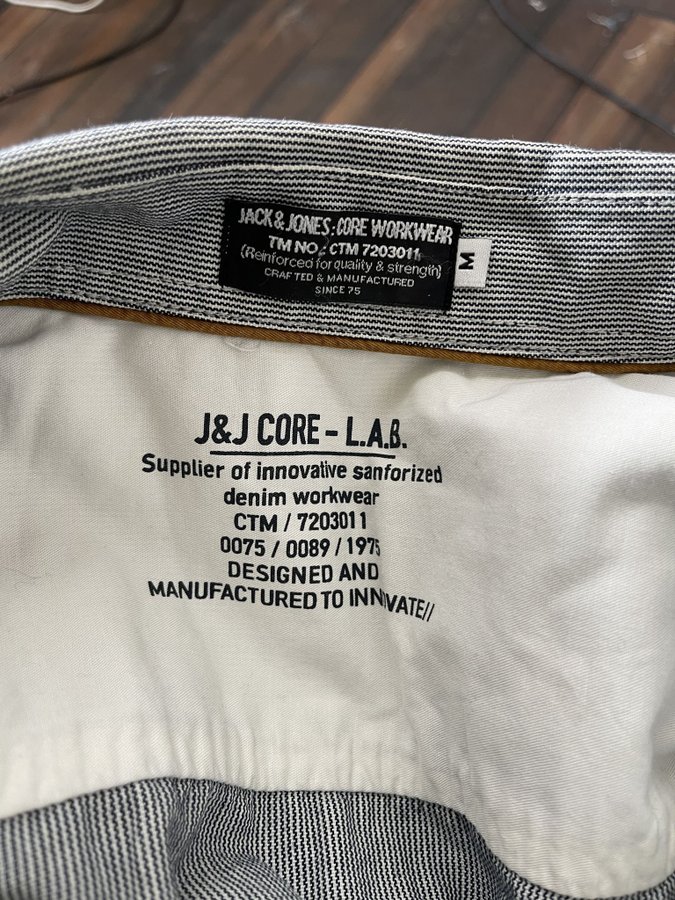 JACK & JONES : CORE WORKWEAR
TM NO.: CTM 7203011
{Reinforced for quality & strength}
CRAFTED & MANUFACTURED
SINCE 75
M
J&J CORE - L.A.B.
Supplier of innovative sanforized
denim workwear
CTM / 7203011
0075 / 0089 / 1975
DESIGNED AND
MANUFACTURED TO INNOVATE//